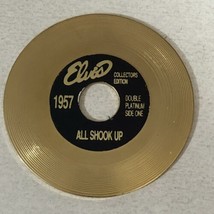 Elvis
COLLECTORS
EDITION
1957
DOUBLE
PLATINUM
SIDE ONE
ALL SHOOK UP